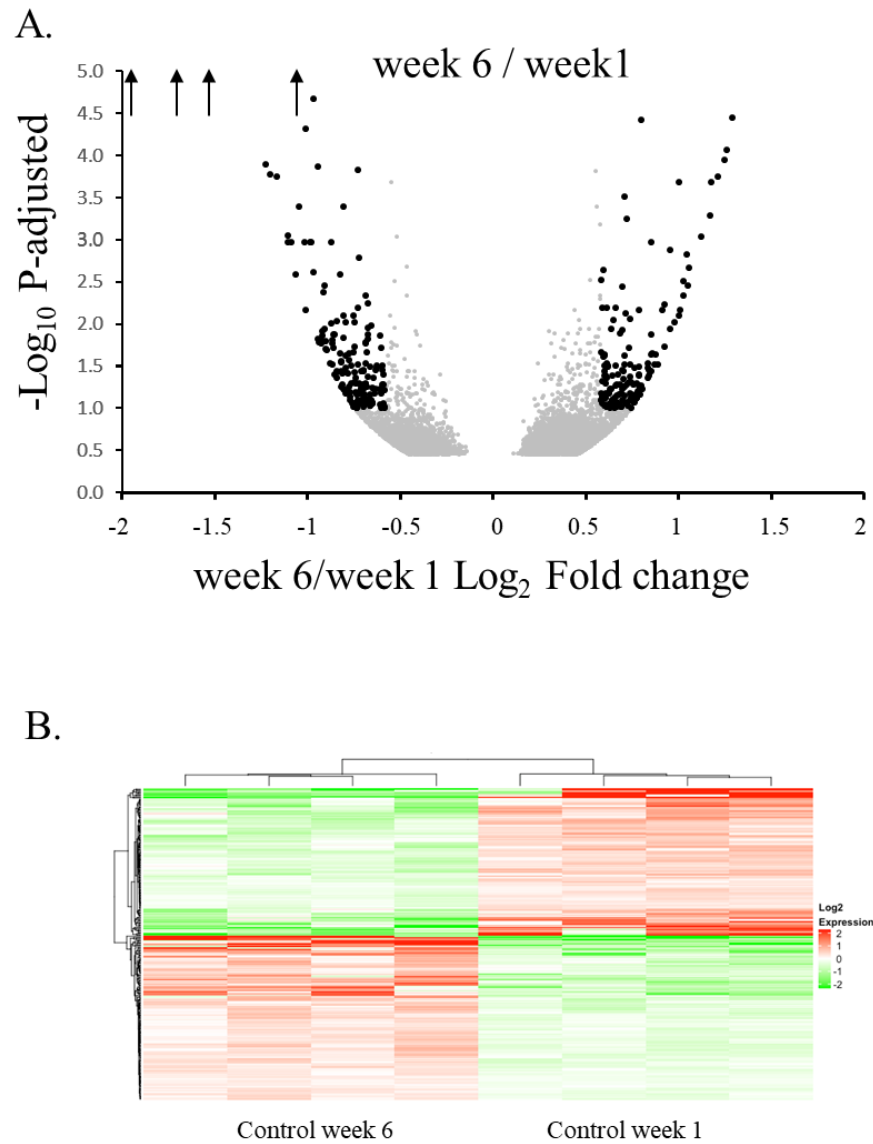 A.
week 6 / week1
5.0
4.5
4.0
3.5
3.0
2.5
2.0
1.5
1.0
0.5
0.0
-Log10 P-adjusted
-2 -1.5 -1 -0.5 0 0.5 1 1.5 2
week 6/week 1 Log2 Fold change
B.
Log2
Expression
2
1
0
-1
-2
Control week 6 Control week 1